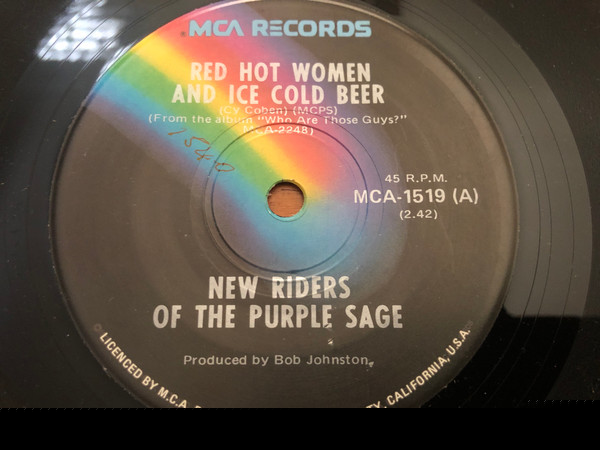 MCA RECORDS
RED HOT WOMEN
AND ICE COLD BEER
(Cy Coben) (MCPS)
(From the album "Who Are Those Guys?"
MCA-2248)
1540
45 R.P.M.
MCA-1519 (A)
(2.42)
NEW RIDERS
OF THE PURPLE SAGE
Produced by Bob Johnston.
LICENCED BY M.C.A.
CALIFORNIA, U.S.A.